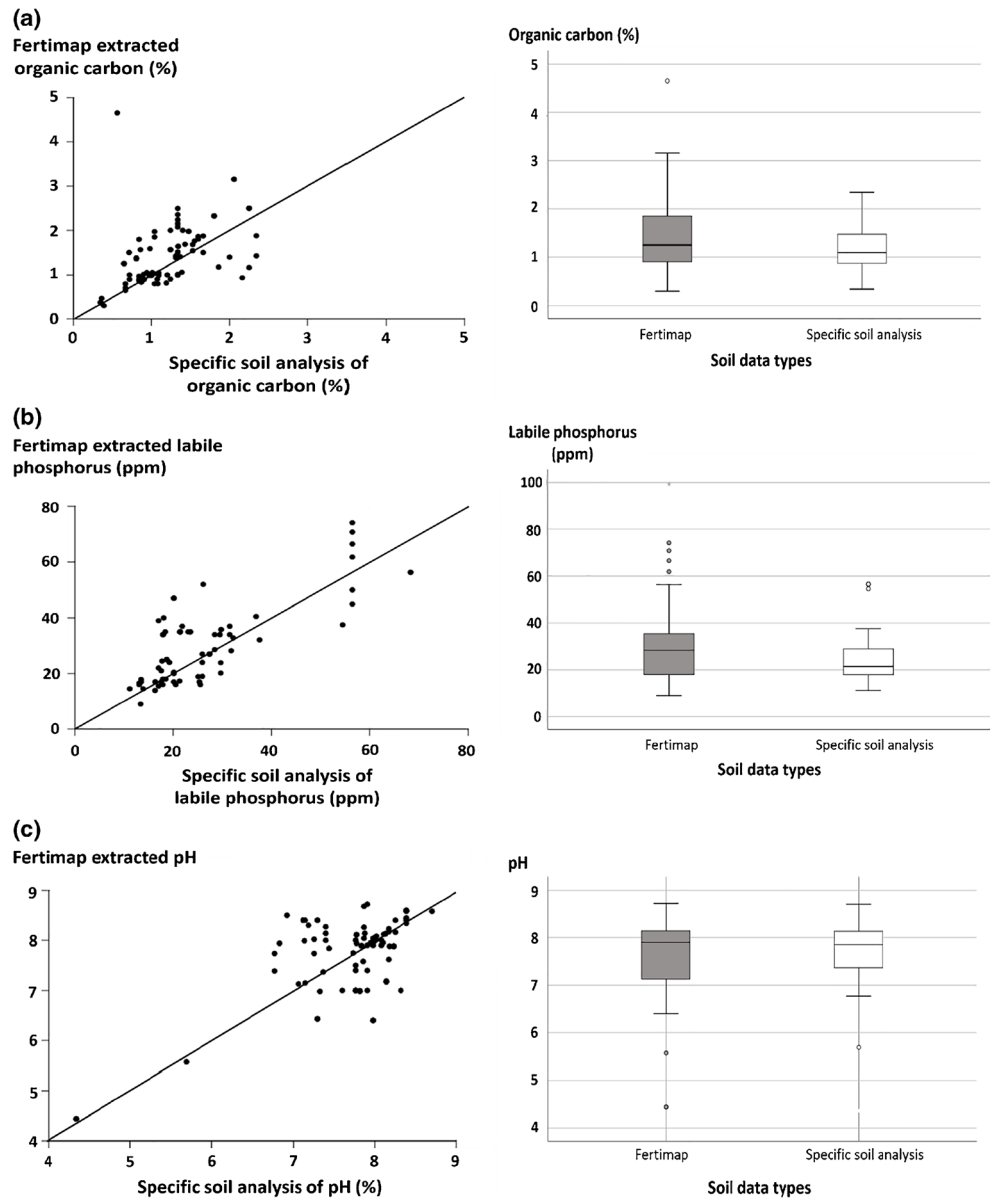 (a)
Fertimap extracted
organic carbon (%)
5
4
3
2
1
0
0 1 2 3 4 5
Specific soil analysis of
organic carbon (%)
Organic carbon (%)
5
4
3
2
1
0
Fertimap Specific soil analysis
Soil data types
(b)
Fertimap extracted labile
phosphorus (ppm)
80
60
40
20
0
0 20 40 60 80
Specific soil analysis of
labile phosphorus (ppm)
Labile phosphorus
(ppm)
100
80
60
40
20
0
Fertimap Specific soil analysis
Soil data types
(c)
Fertimap extracted pH
9
8
7
6
5
4
4 5 6 7 8 9
Specific soil analysis of pH (%)
pH
9
8
7
6
5
4
Fertimap Specific soil analysis
Soil data types